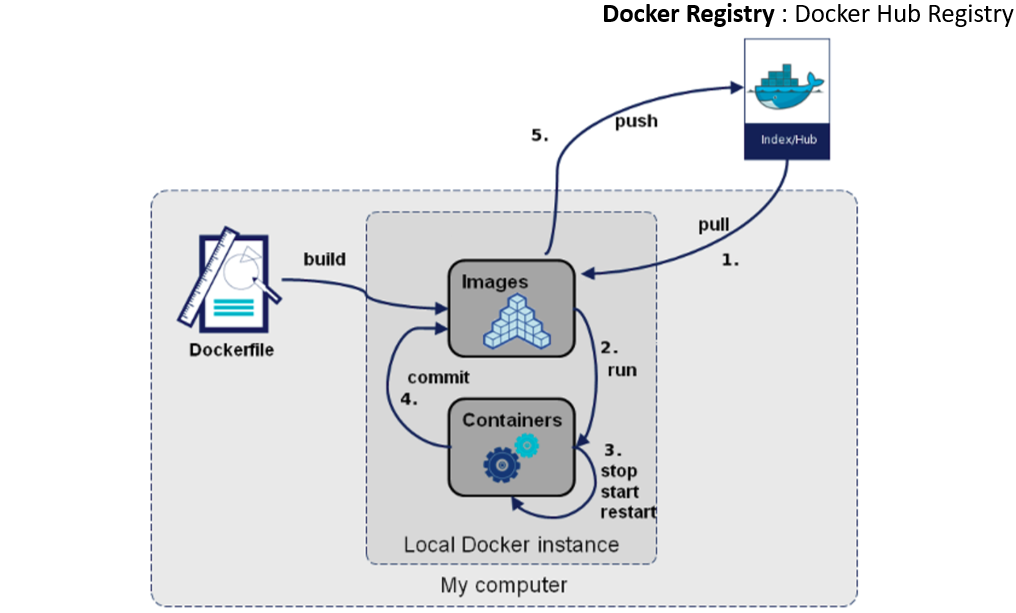 Docker Registry : Docker Hub Registry
Index/Hub
5.
push
pull
1.
build
Images
Dockerfile
2.
run
commit
4.
Containers
3.
stop
start
restart
Local Docker instance
My computer